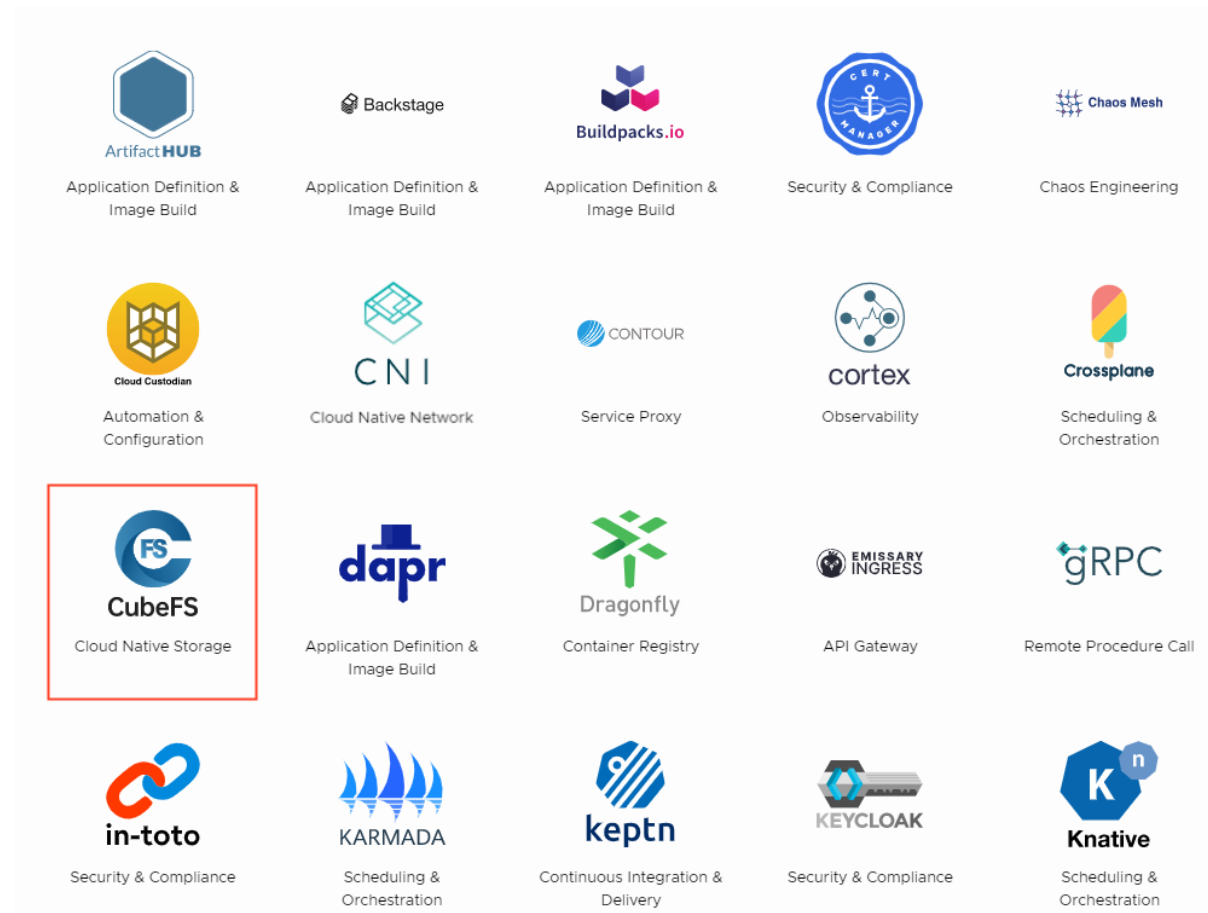 Artifact HUB
Backstage
Buildpacks.io
CERT
MANAGER
Chaos Mesh
Application Definition &
Image Build
Application Definition &
Image Build
Application Definition &
Image Build
Security & Compliance
Chaos Engineering
Cloud Custodian
CNI
CONTOUR
cortex
Crossplane
Automation &
Configuration
Cloud Native Network
Service Proxy
Observability
Scheduling &
Orchestration
FS
CubeFS
dapr
Dragonfly
EMISSARY
INGRESS
gRPC
Cloud Native Storage
Application Definition &
Image Build
Container Registry
API Gateway
Remote Procedure Call
in-toto
KARMADA
keptn
KEYCLOAK
K
n
Knative
Security & Compliance
Scheduling &
Orchestration
Continuous Integration &
Delivery
Security & Compliance
Scheduling &
Orchestration